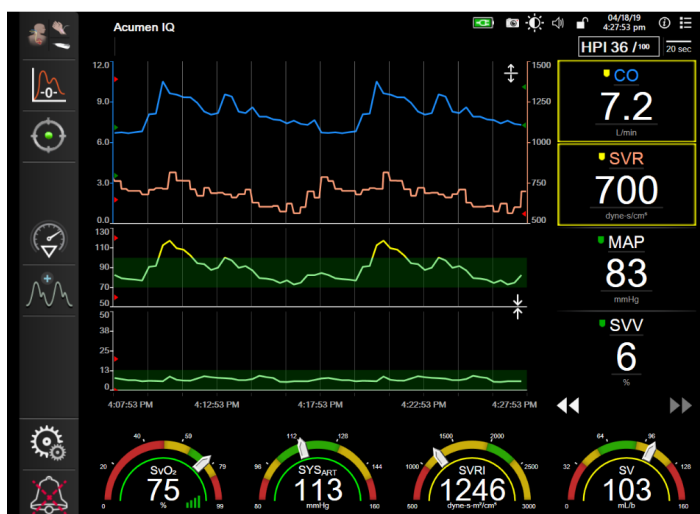 Acumen IQ
04/18/19
4:27:53 pm
HPI 36 /100
20 sec
-0-
12.0
9.0
6.0
3.0
0.0
1500
1250
1000
750
500
CO
7.2
L/min
SVR
700
dyne-s/cm⁵
130
110
90
70
50
MAP
83
mmHg
50
38
25
13
0
SVV
6
%
4:07:53 PM 4:12:53 PM 4:17:53 PM 4:22:53 PM 4:27:53 PM
0 20 40 59 79 99
SvO₂
75
%
80 96 112 128 144 160
SYSART
113
mmHg
500 1000 1500 2000 2500 3000
SVRI
1246
dyne-s-m²/cm⁵
0 32 64 96 128 160
SV
103
mL/b